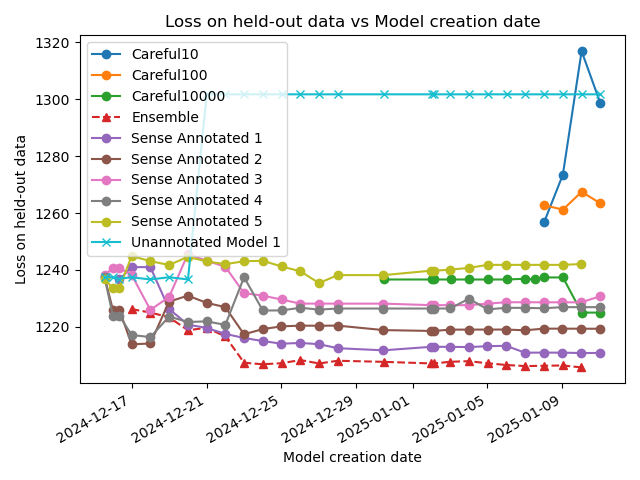 Loss on held-out data vs Model creation date
Loss on held-out data
1320
1300
1280
1260
1240
1220
Careful10
Careful100
Careful10000
Ensemble
Sense Annotated 1
Sense Annotated 2
Sense Annotated 3
Sense Annotated 4
Sense Annotated 5
Unannotated Model 1
2024-12-17
2024-12-21
2024-12-25
2024-12-29
2025-01-01
2025-01-05
2025-01-09
Model creation date